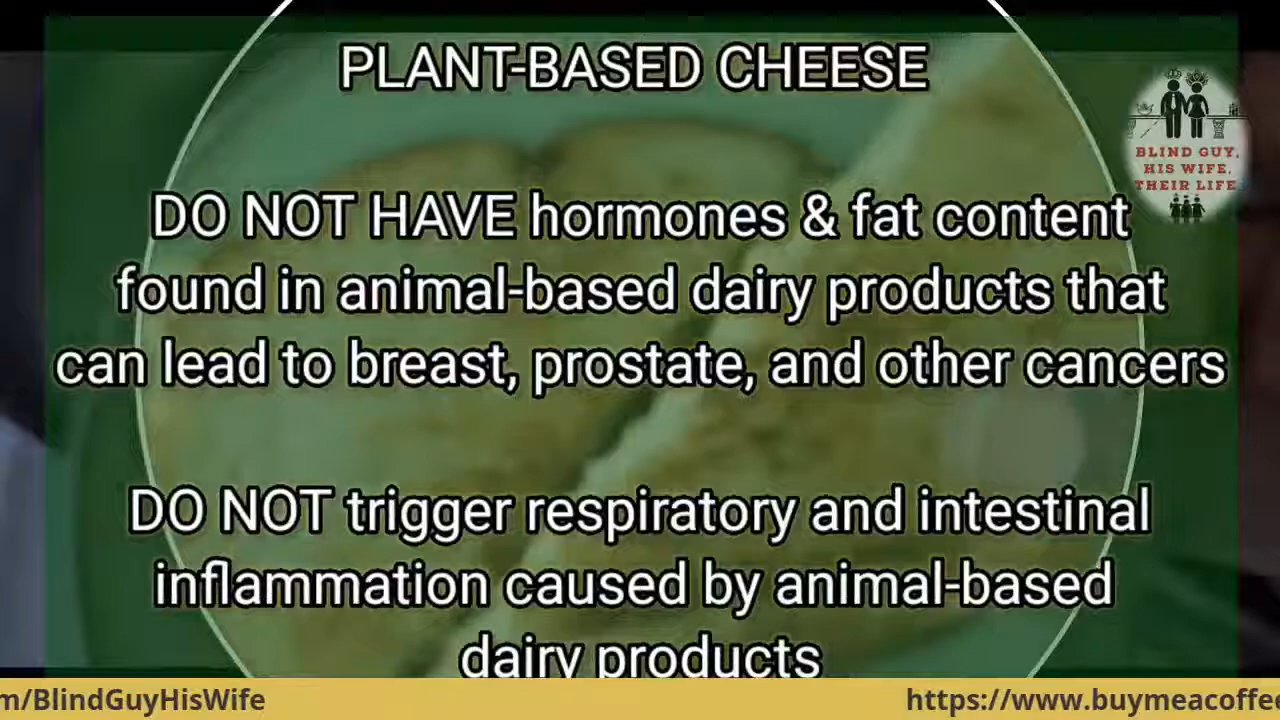 PLANT-BASED CHEESE
BLIND GUY,
HIS WIFE,
THEIR LIFE
DO NOT HAVE hormones & fat content
found in animal-based dairy products that
can lead to breast, prostate, and other cancers
DO NOT trigger respiratory and intestinal
inflammation caused by animal-based
dairy products
m/BlindGuyHisWife
https://www.buymeacoffee